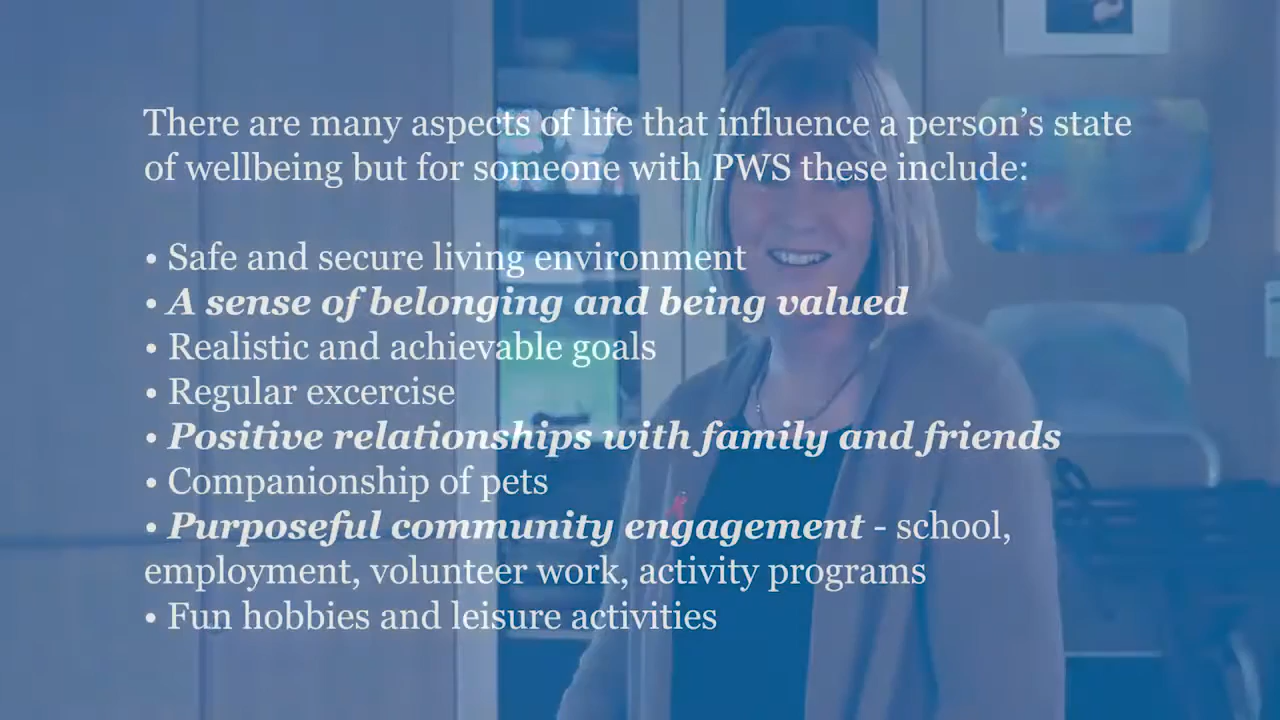 There are many aspects of life that influence a person’s state
of wellbeing but for someone with PWS these include:
• Safe and secure living environment
• A sense of belonging and being valued
• Realistic and achievable goals
• Regular excercise
• Positive relationships with family and friends
• Companionship of pets
• Purposeful community engagement - school,
employment, volunteer work, activity programs
• Fun hobbies and leisure activities